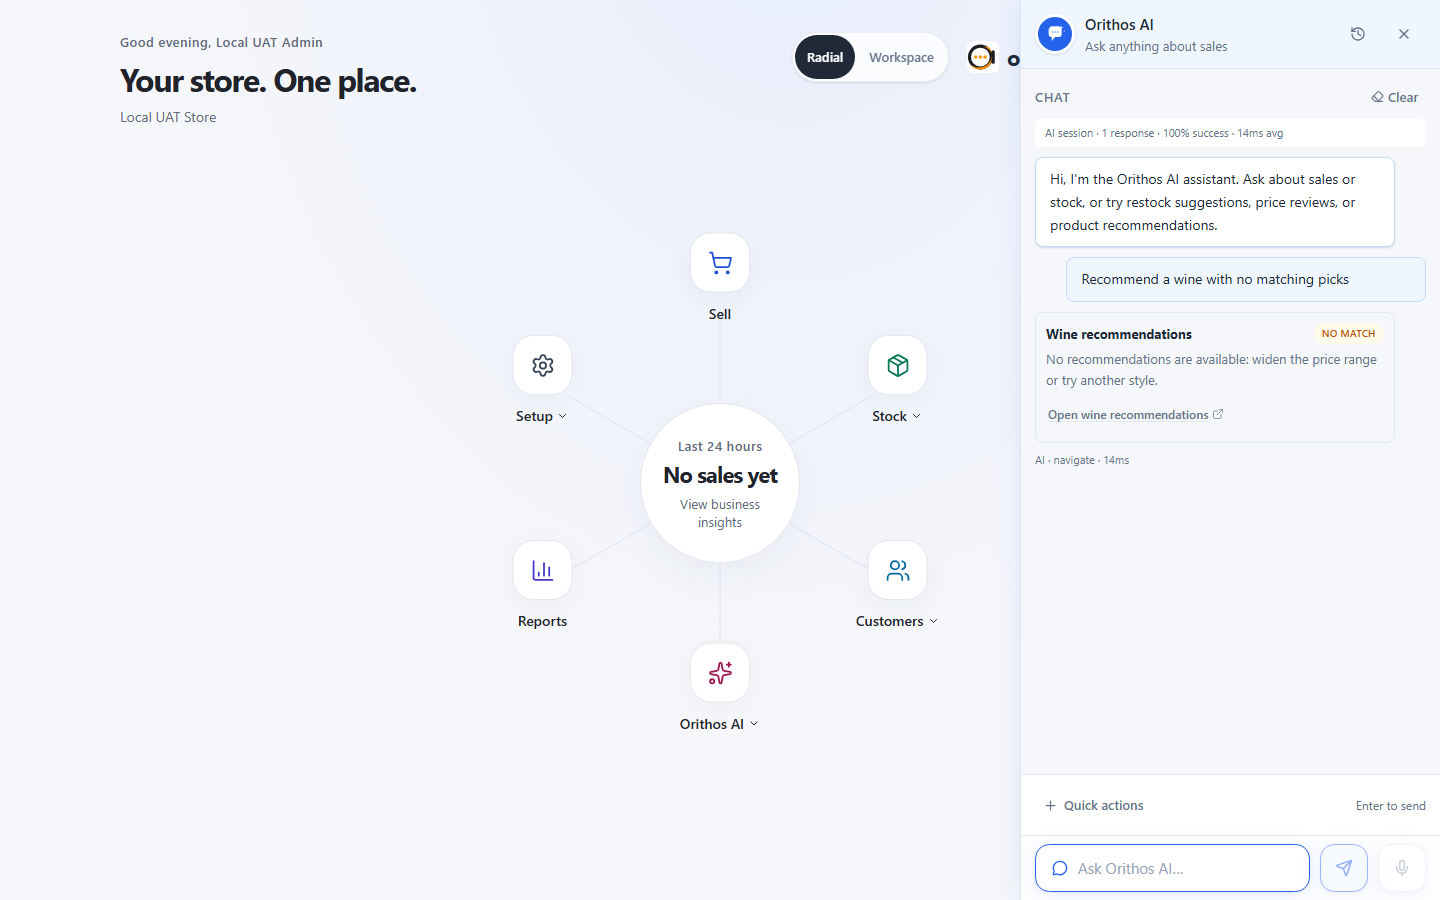 Good evening, Local UAT Admin
Your store. One place.
Local UAT Store
Radial
Workspace
Sell
Setup
Stock
Last 24 hours
No sales yet
View business
insights
Reports
Customers
Orithos AI
Orithos AI
Ask anything about sales
CHAT
Clear
AI session · 1 response · 100% success · 14ms avg
Hi, I'm the Orithos AI assistant. Ask about sales or
stock, or try restock suggestions, price reviews, or
product recommendations.
Recommend a wine with no matching picks
Wine recommendations
NO MATCH
No recommendations are available: widen the price range
or try another style.
Open wine recommendations
AI · navigate · 14ms
Quick actions
Enter to send
Ask Orithos AI...